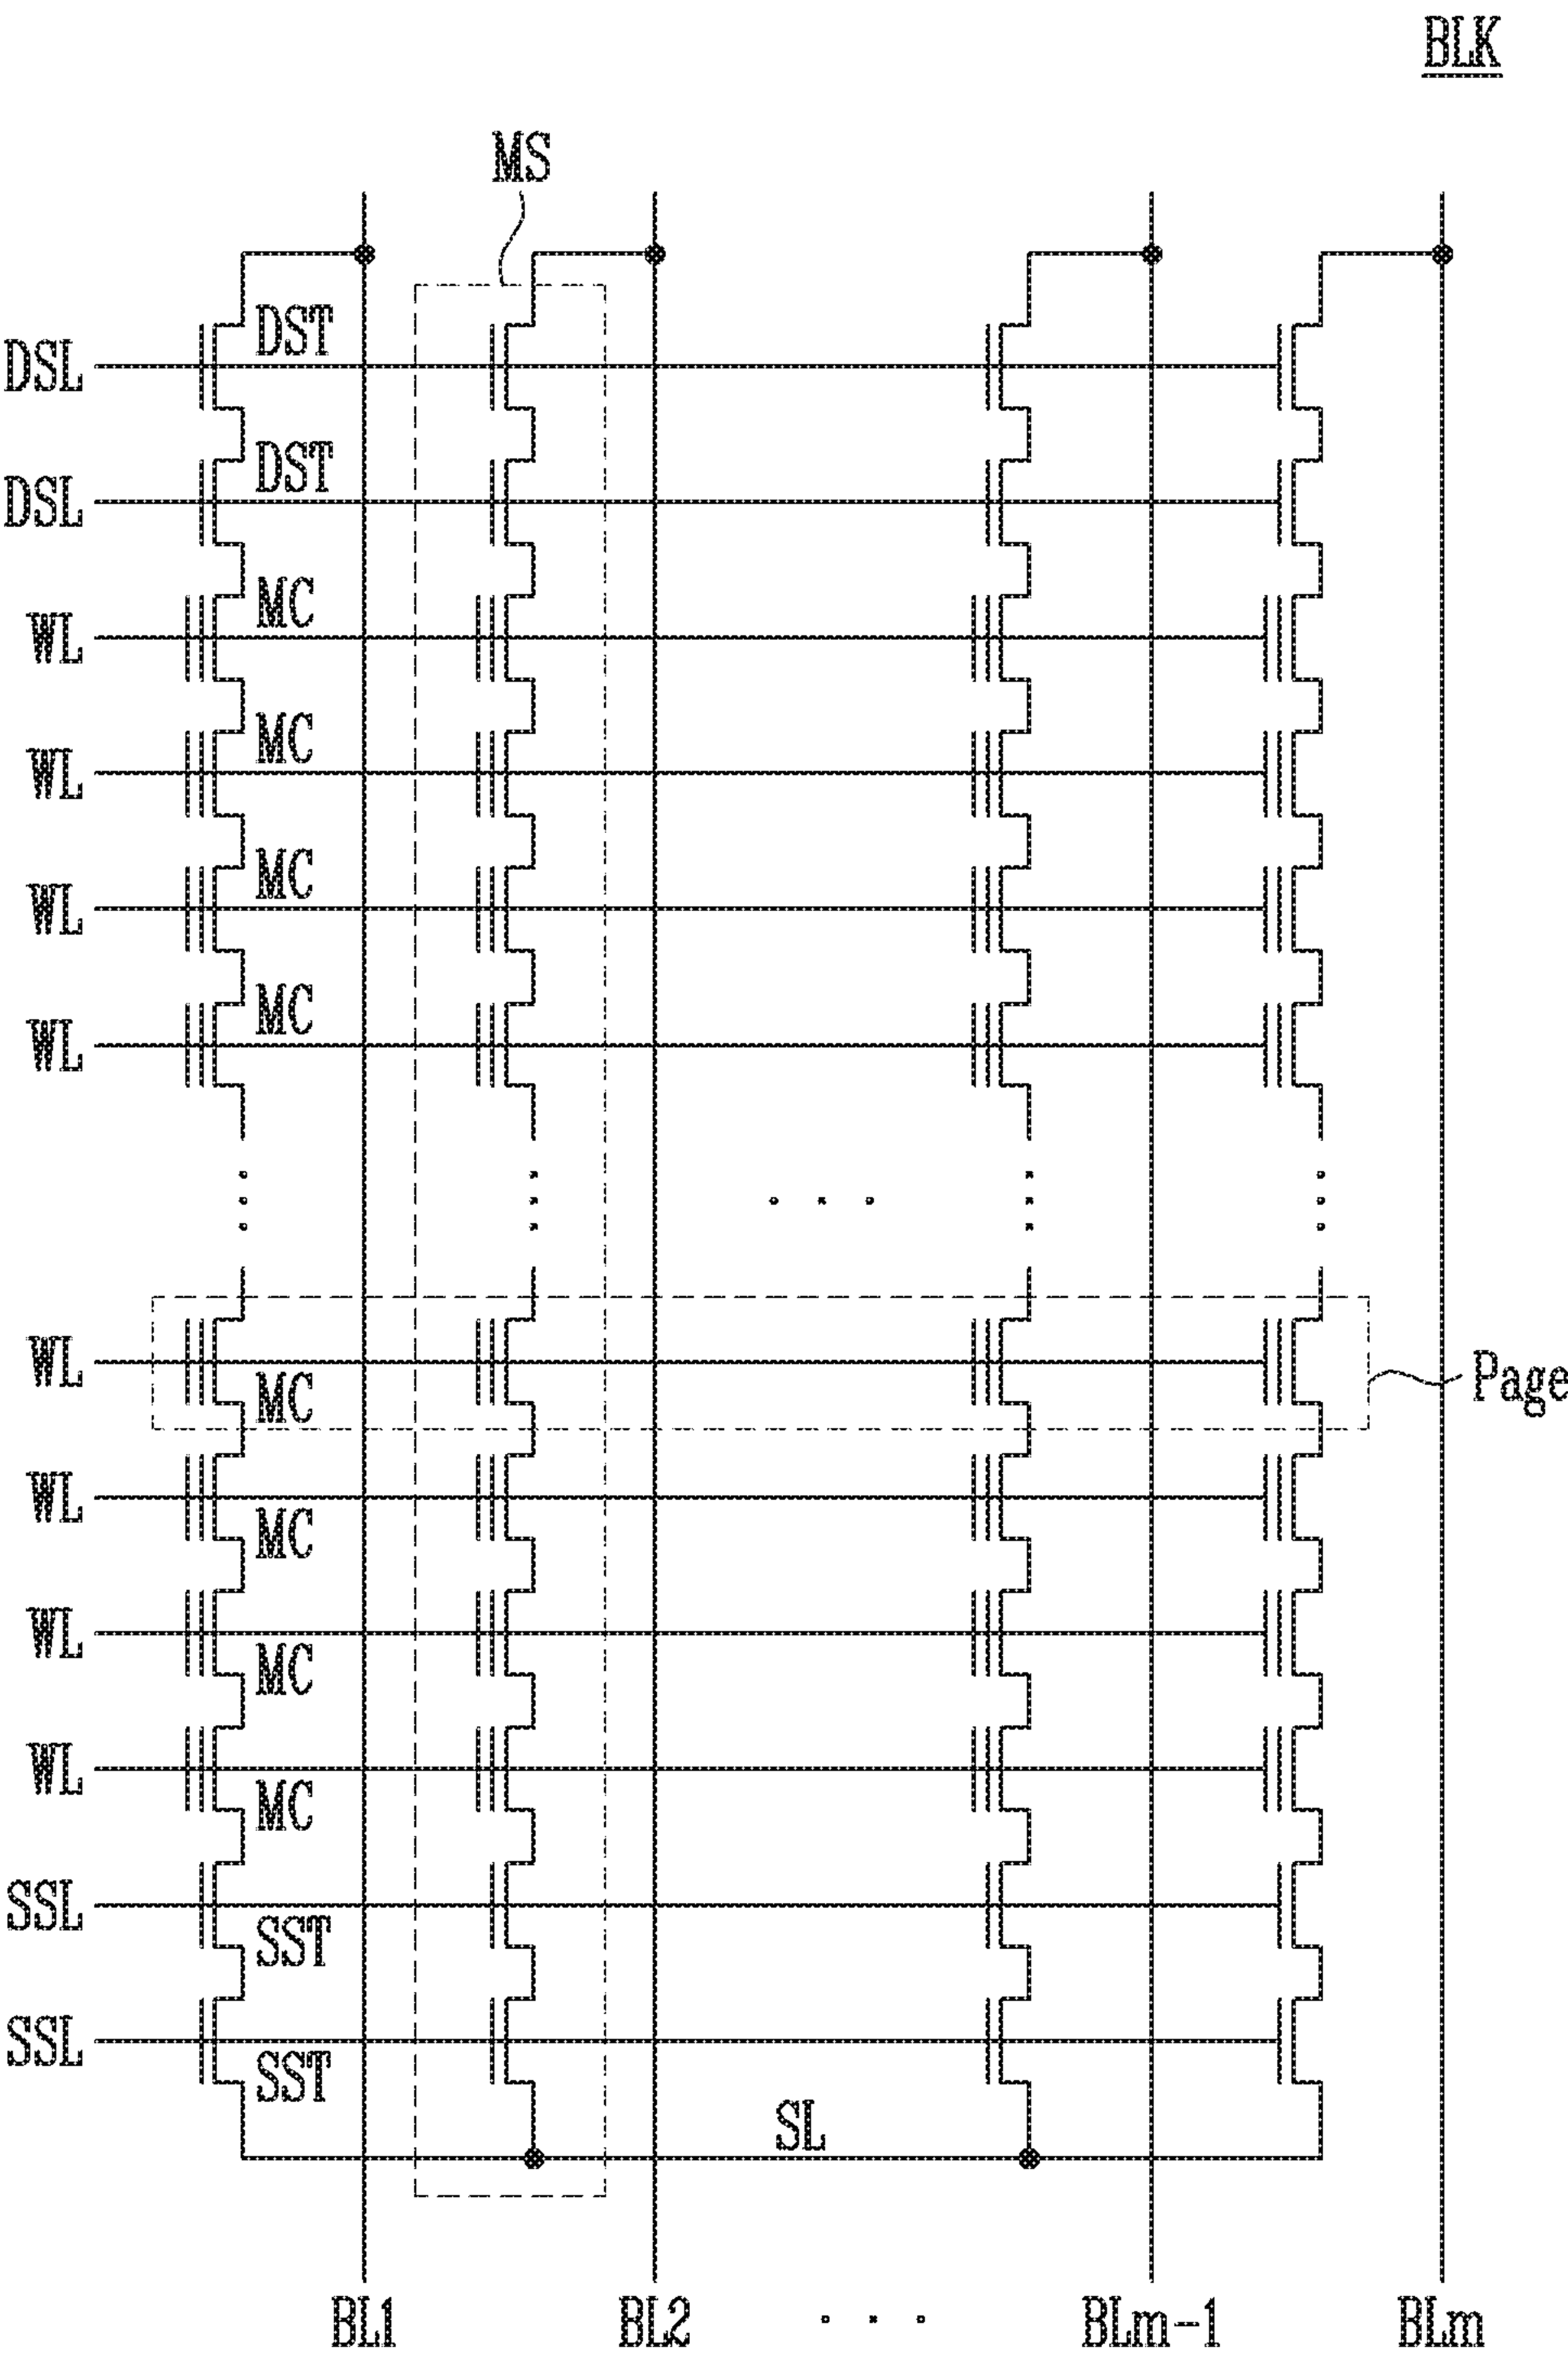 BLK
MS
DST
DSL
DST
DSL
MC
WL
MC
WL
MC
WL
MC
WL
WL
Page
MC
WL
MC
WL
MC
WL
MC
SSL
SST
SSL
SST
SL
BL1 BL2 · · · BLm-1 BLm